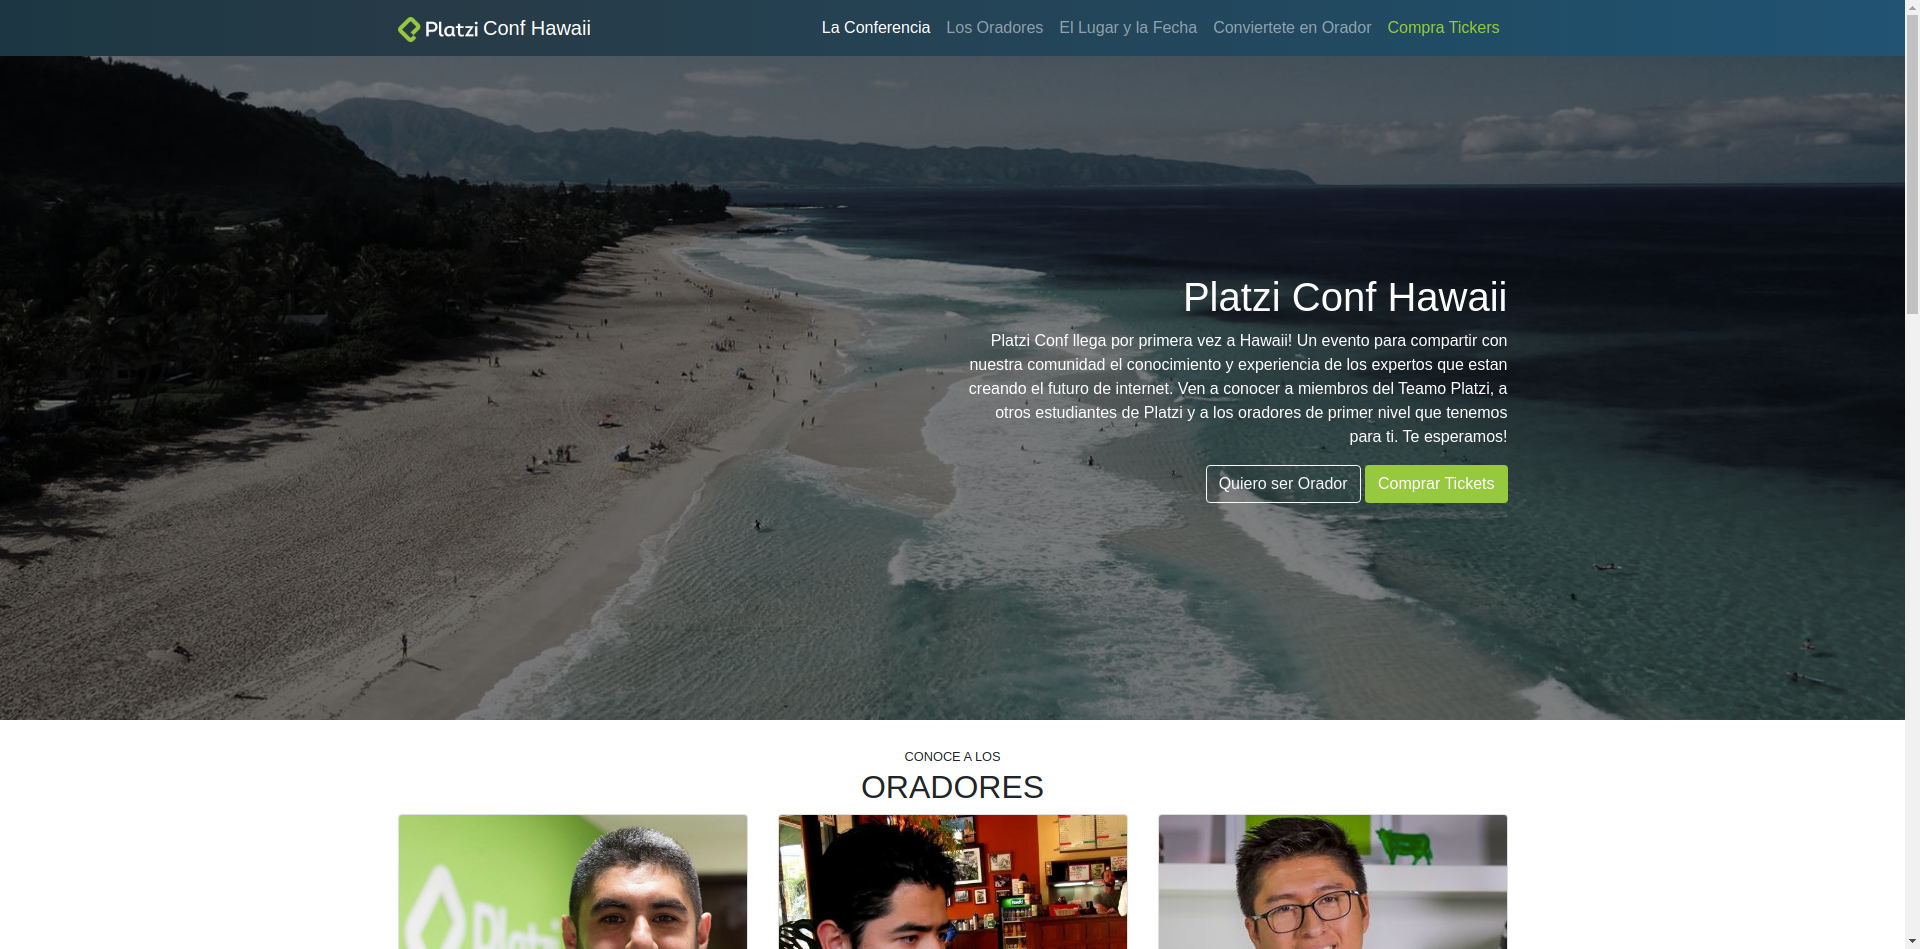 Platzi Conf Hawaii
La Conferencia
Los Oradores
El Lugar y la Fecha
Conviertete en Orador
Compra Tickers
Platzi Conf Hawaii
Platzi Conf llega por primera vez a Hawaii! Un evento para compartir con
nuestra comunidad el conocimiento y experiencia de los expertos que estan
creando el futuro de internet. Ven a conocer a miembros del Teamo Platzi, a
otros estudiantes de Platzi y a los oradores de primer nivel que tenemos
para ti. Te esperamos!
Quiero ser Orador
Comprar Tickets
CONOCE A LOS
ORADORES
Platzi